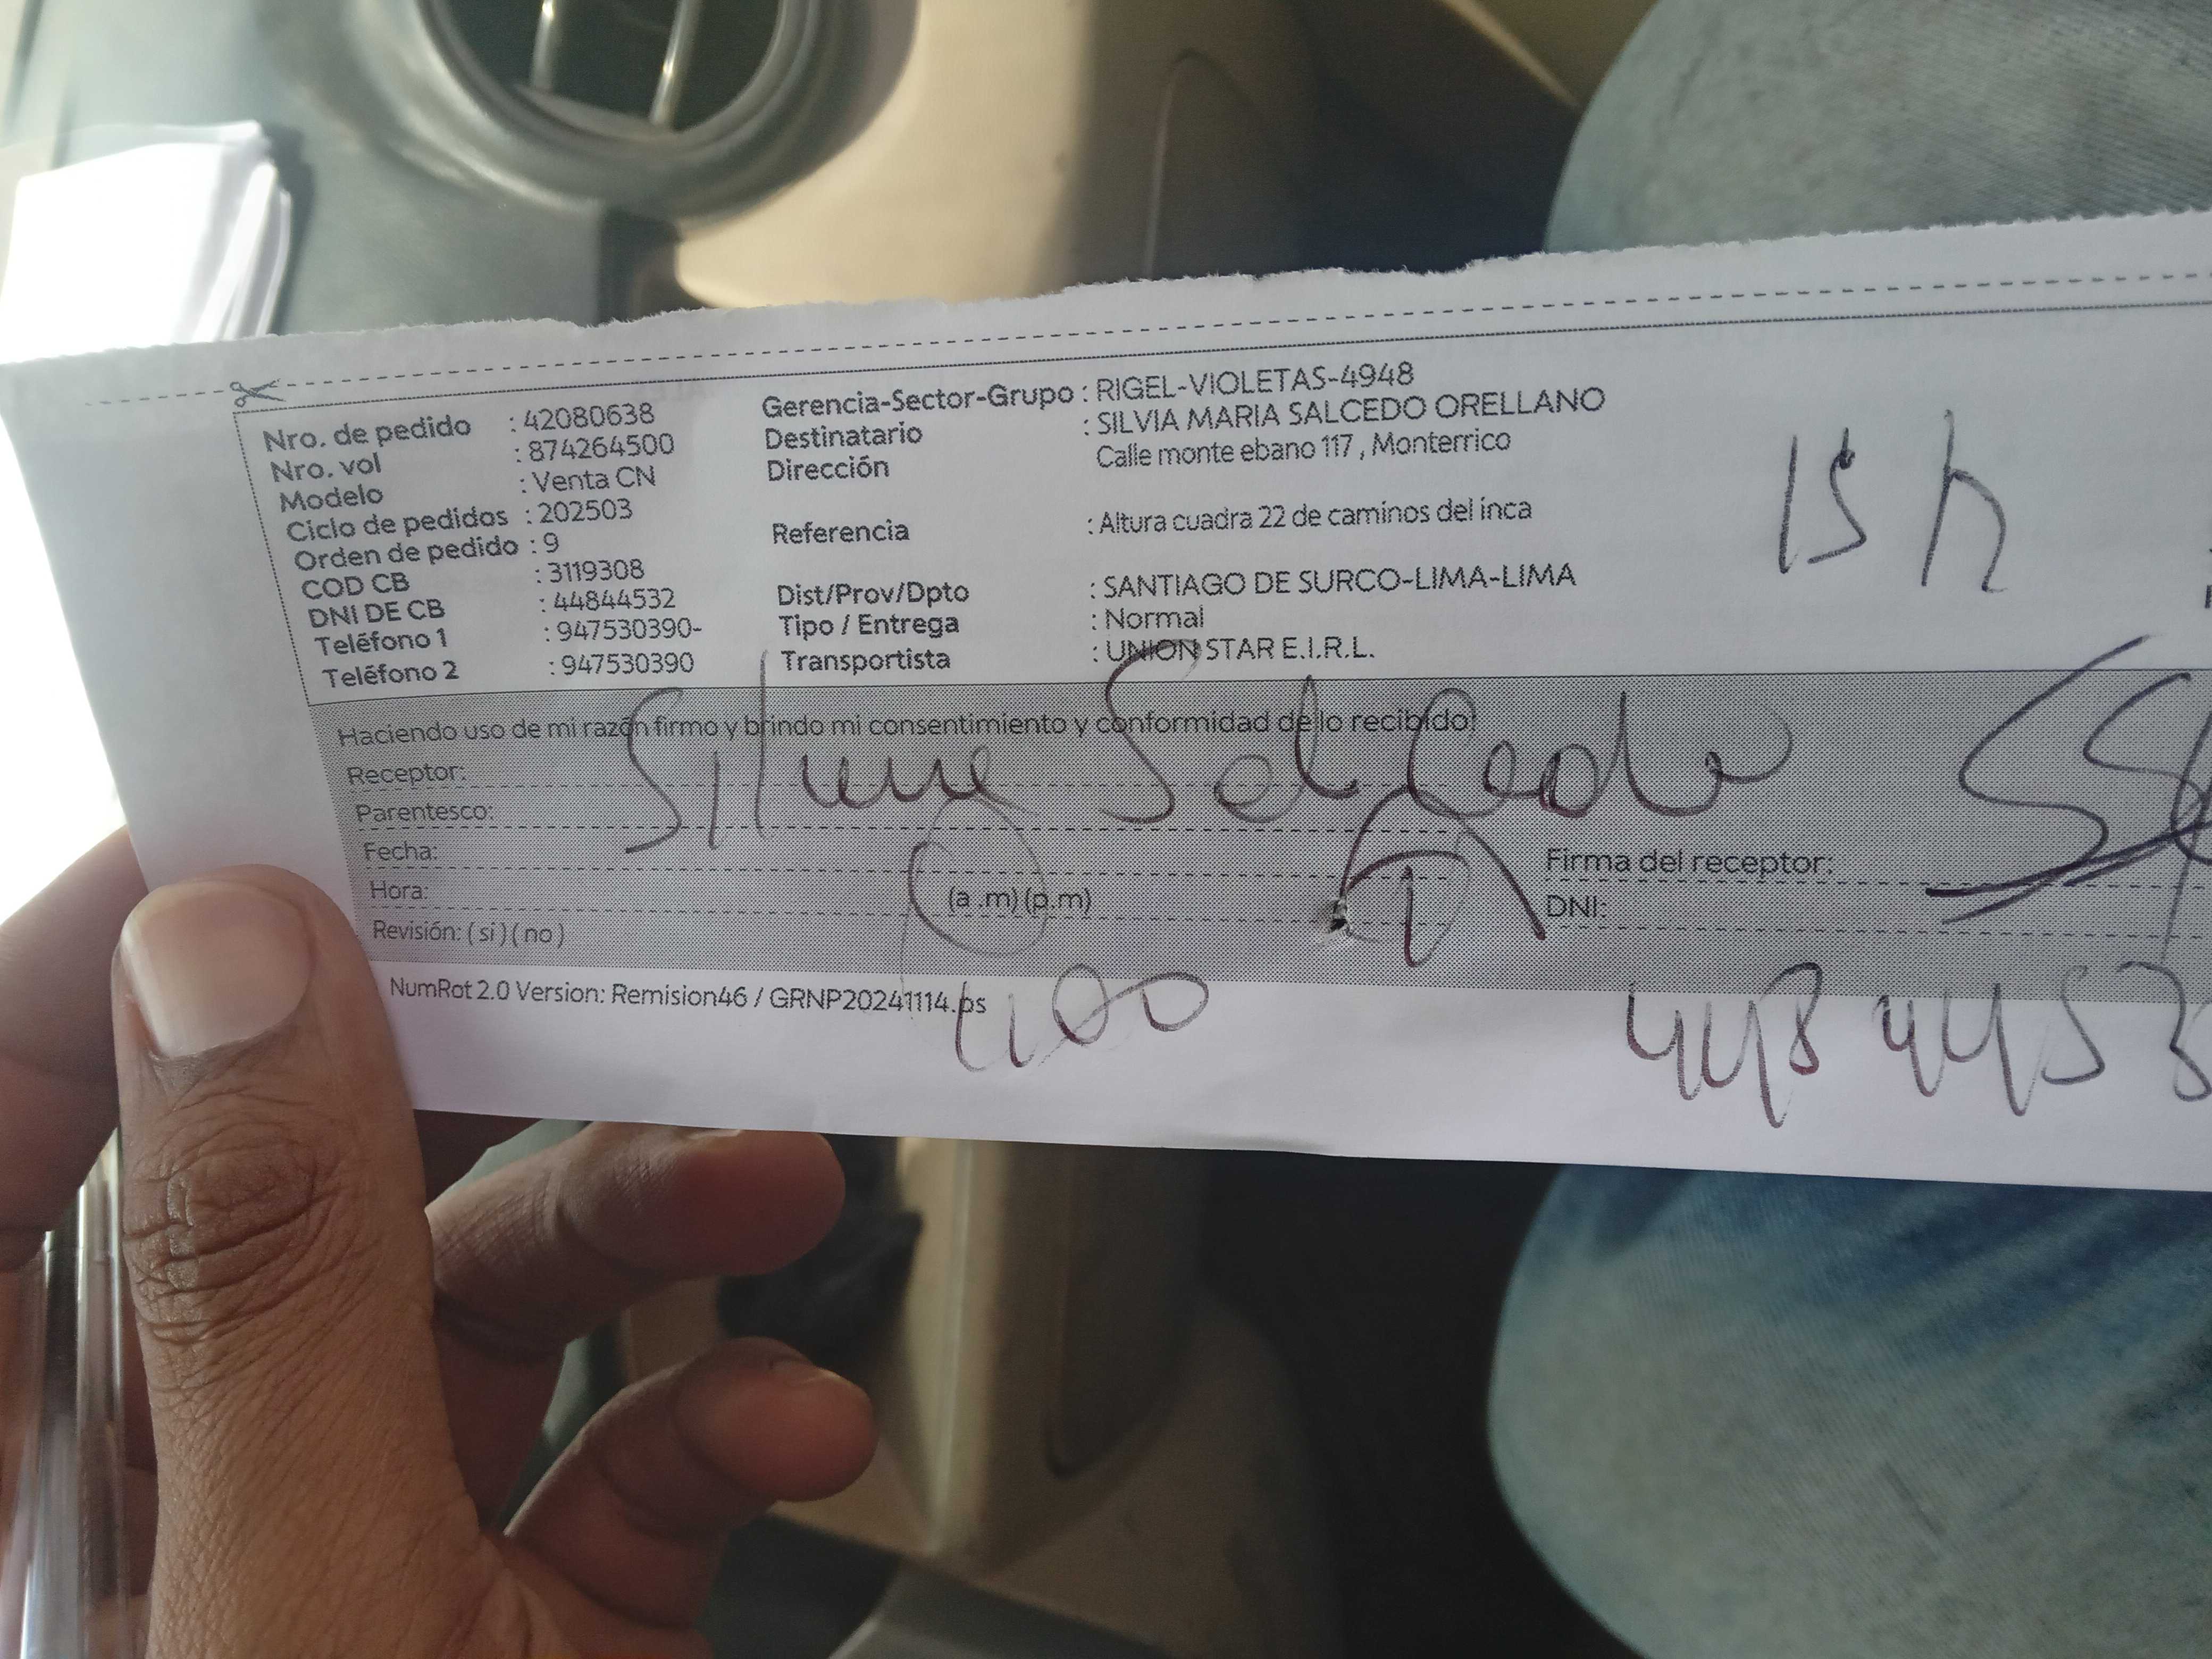 Nro. de pedido : 42080638
Nro. vol : 874264500
Modelo : Venta CN
Ciclo de pedidos : 202503
Orden de pedido : 9
COD CB : 3119308
DNI DE CB : 44844532
Teléfono 1 : 947530390-
Teléfono 2 : 947530390
Gerencia-Sector-Grupo : RIGEL-VIOLETAS-4948
Destinatario : SILVIA MARIA SALCEDO ORELLANO
Dirección Calle monte ebano 117 , Monterrico
Referencia : Altura cuadra 22 de caminos del inca
Dist/Prov/Dpto : SANTIAGO DE SURCO-LIMA-LIMA
Tipo / Entrega : Normal
Transportista : UNION STAR E.I.R.L.
Haciendo uso de mi razón firmo y brindo mi consentimiento y conformidad de lo recibido:
Receptor: Salcedo
Parentesco:
Fecha:
Hora: (a .m) (p.m)
Revisión: ( si ) ( no )
Firma del receptor:
DNI:
4484453
NumRot 2.0 Version: Remision46 / GRNP20241114.ps